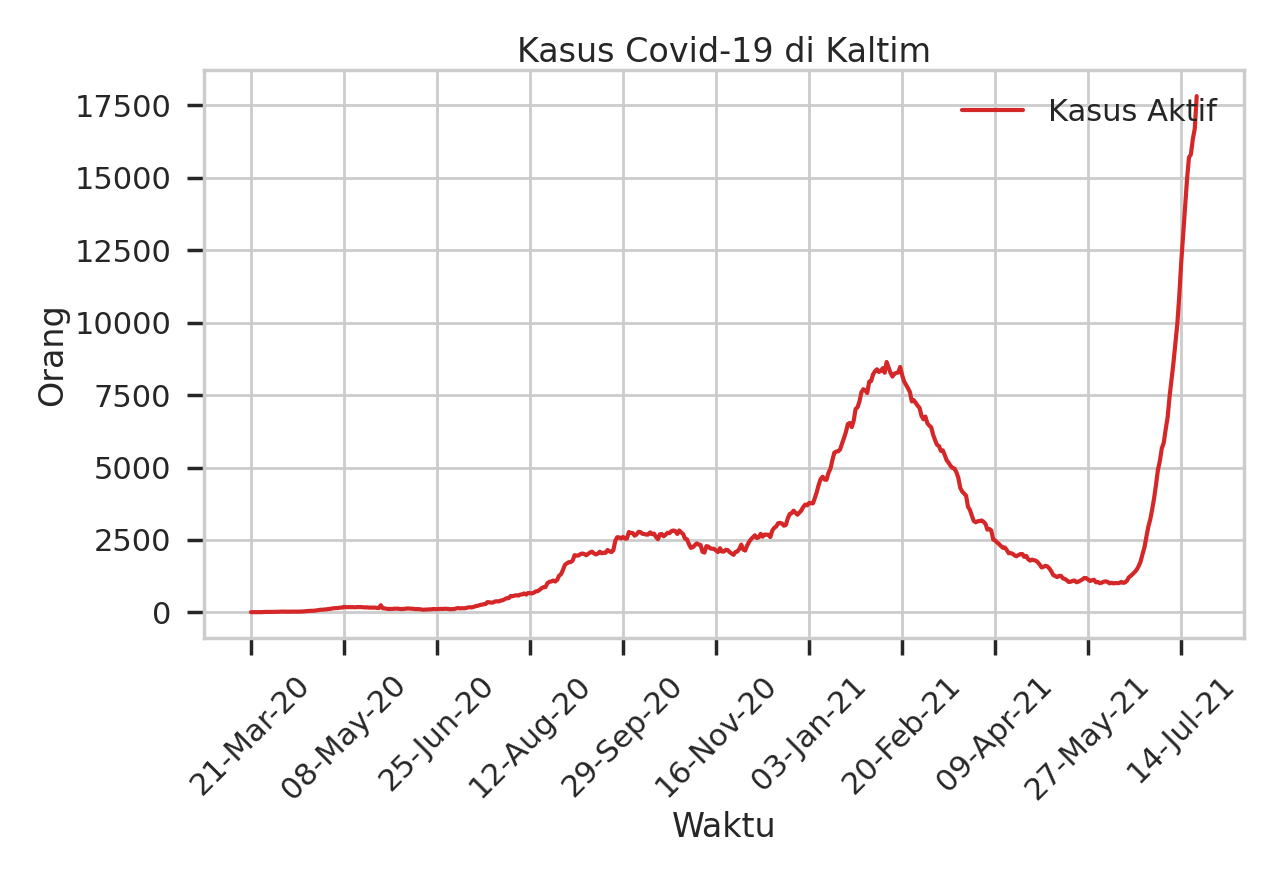 Kasus Covid-19 di Kaltim
Kasus Aktif
17500
15000
12500
10000
7500
5000
2500
0
Orang
21-Mar-20
08-May-20
25-Jun-20
12-Aug-20
29-Sep-20
16-Nov-20
03-Jan-21
20-Feb-21
09-Apr-21
27-May-21
14-Jul-21
Waktu